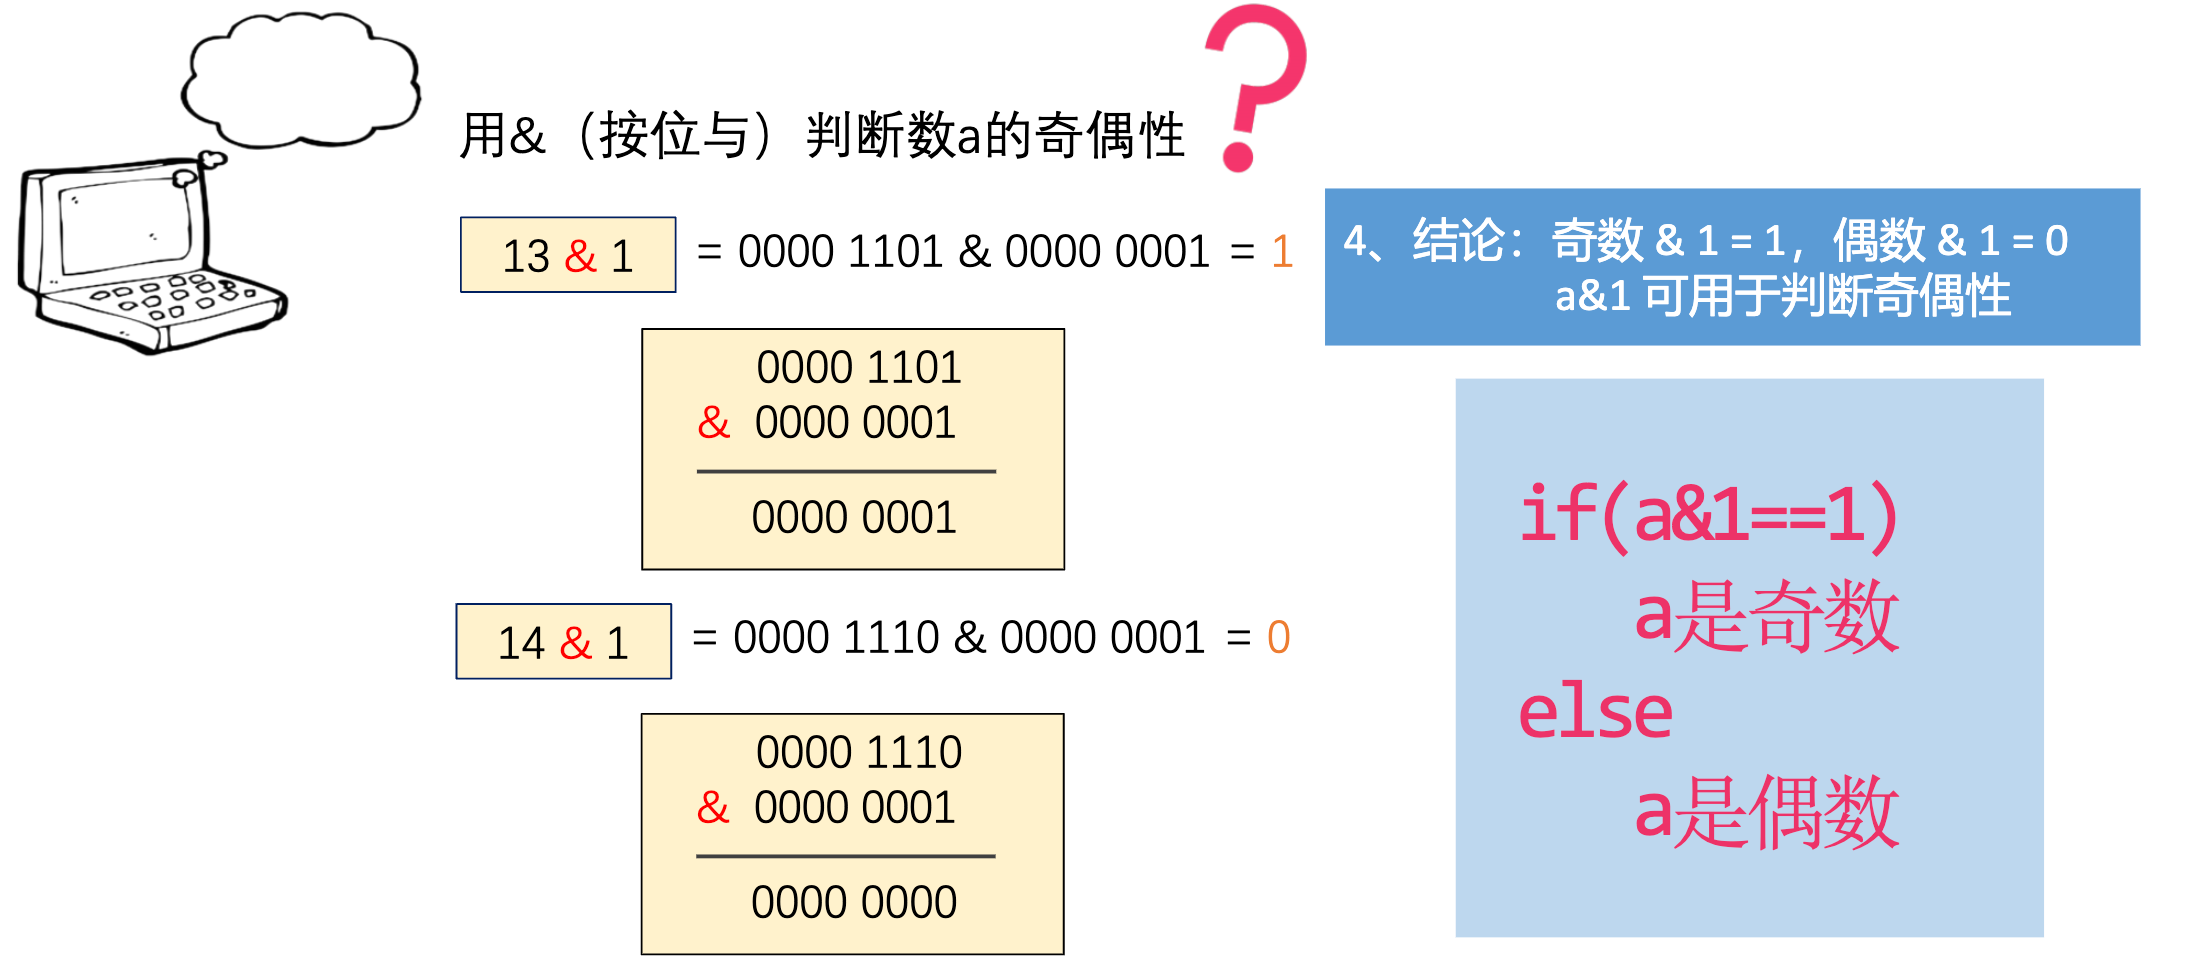 用&（按位与）判断数a的奇偶性?
13 & 1 = 0000 1101 & 0000 0001 = 1
0000 1101
& 0000 0001
0000 0001
14 & 1 = 0000 1110 & 0000 0001 = 0
0000 1110
& 0000 0001
0000 0000
4、结论：奇数 & 1 = 1，偶数 & 1 = 0
a&1 可用于判断奇偶性
if(a&1==1)
a是奇数
else
a是偶数